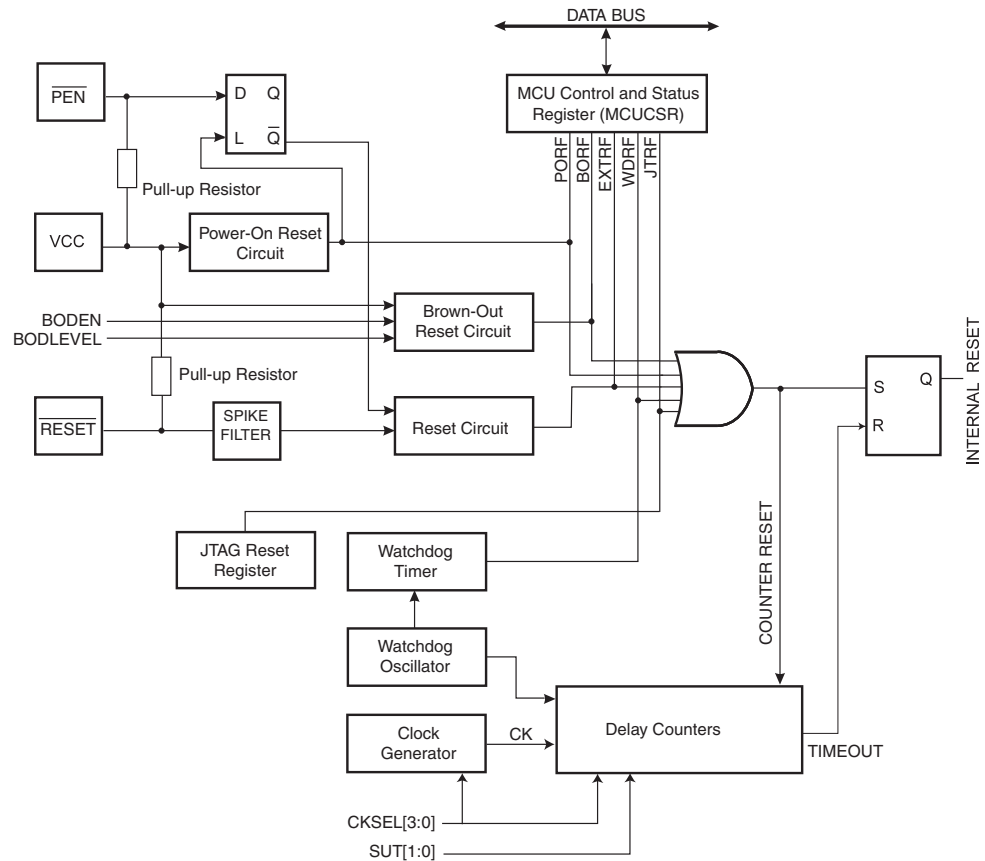 DATA BUS
MCU Control and Status
Register (MCUCSR)
PORF
BORF
EXTRF
WDRF
JTRF
PEN
D Q
L Q
Pull-up Resistor
VCC
Power-On Reset
Circuit
BODEN
BODLEVEL
Brown-Out
Reset Circuit
Pull-up Resistor
RESET
SPIKE
FILTER
Reset Circuit
S Q
R
INTERNAL RESET
JTAG Reset
Register
Watchdog
Timer
COUNTER RESET
Watchdog
Oscillator
Clock
Generator
CK
Delay Counters
TIMEOUT
CKSEL[3:0]
SUT[1:0]